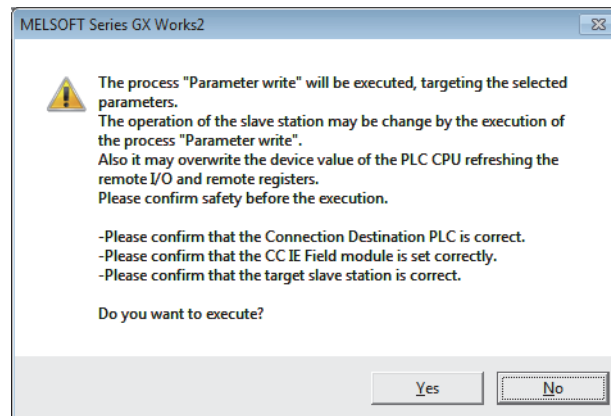 MELSOFT Series GX Works2
The process "Parameter write" will be executed, targeting the selected
parameters.
The operation of the slave station may be change by the execution of
the process "Parameter write".
Also it may overwrite the device value of the PLC CPU refreshing the
remote I/O and remote registers.
Please confirm safety before the execution.
-Please confirm that the Connection Destination PLC is correct.
-Please confirm that the CC IE Field module is set correctly.
-Please confirm that the target slave station is correct.
Do you want to execute?
Yes No